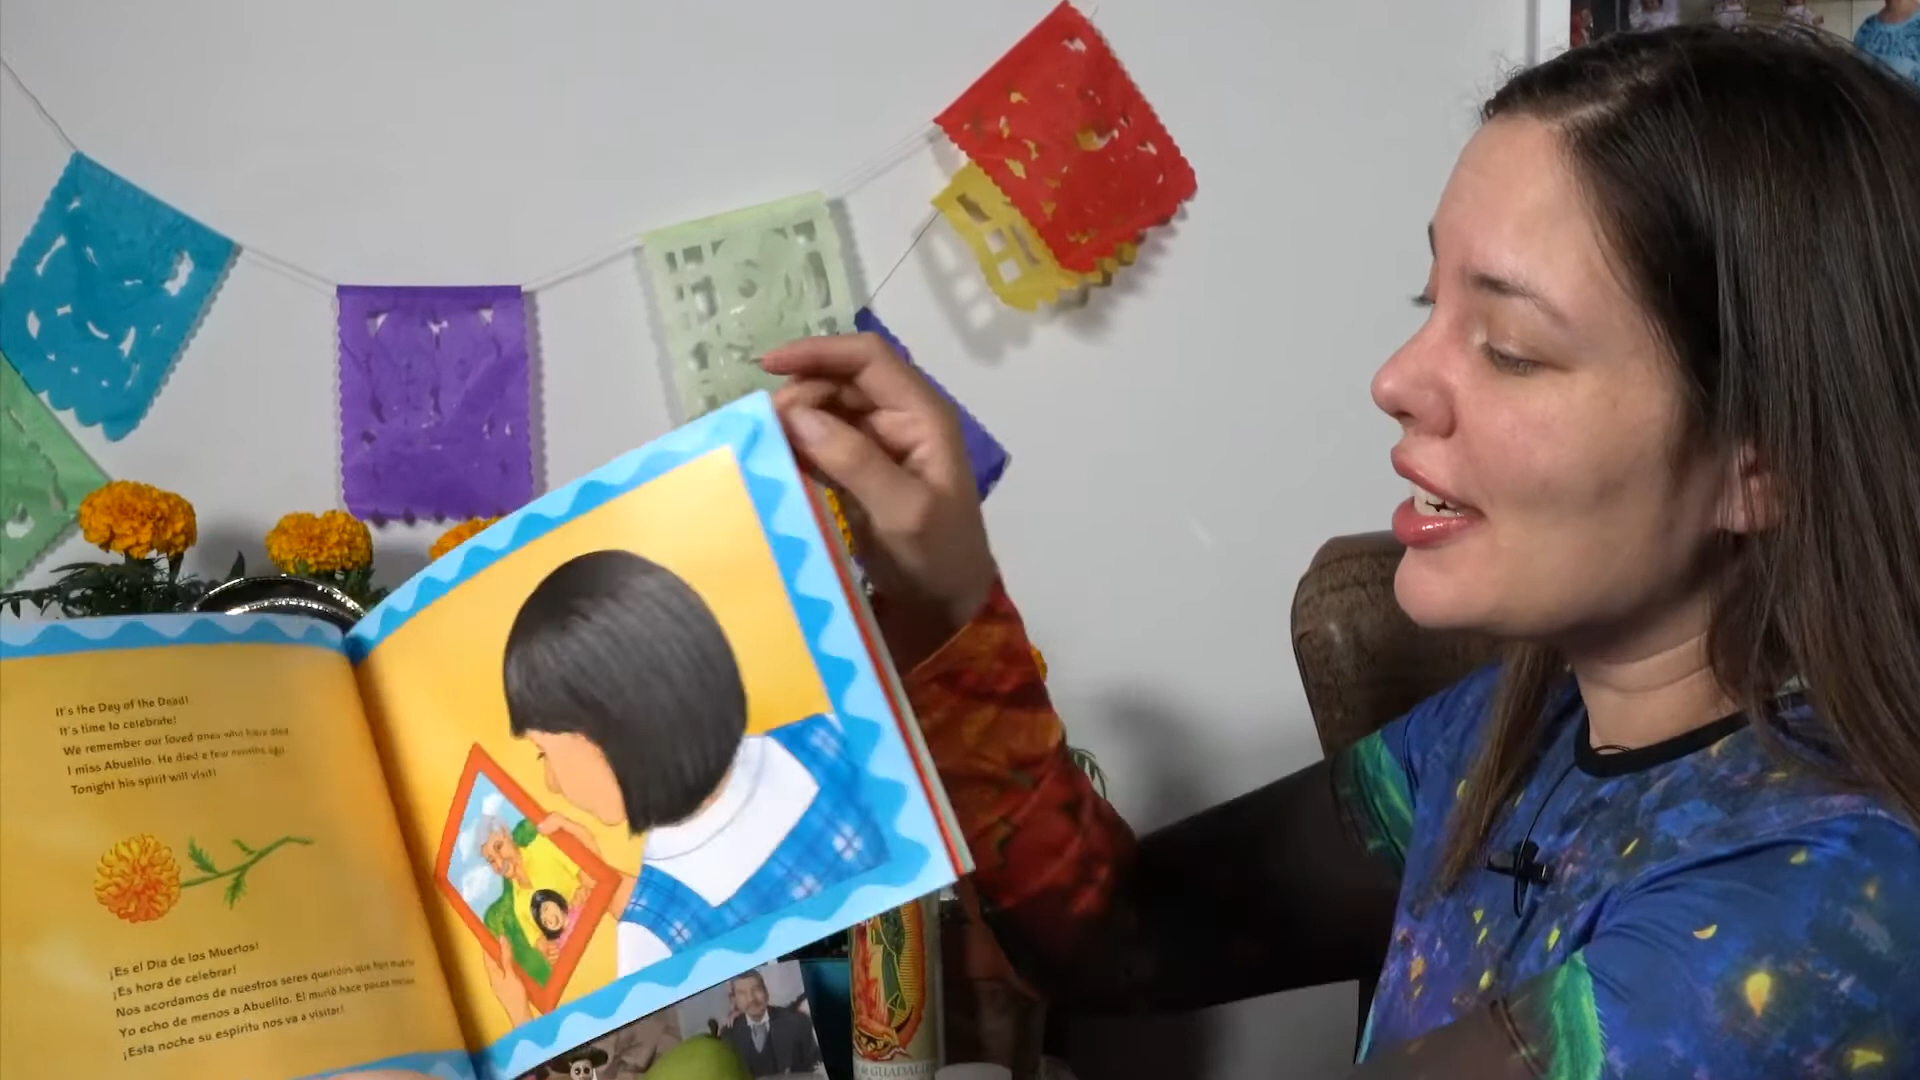 It's the Day of the Dead!
It's time to celebrate!
We remember our loved ones who have died.
I miss Abuelito. He died a few months ago.
Tonight his spirit will visit!
¡Es el Día de los Muertos!
¡Es hora de celebrar!
Nos acordamos de nuestros seres queridos que han muerto
Yo echo de menos a Abuelito. El murió hace pocos meses
¡Esta noche su espíritu nos va a visitar!
GUADALU